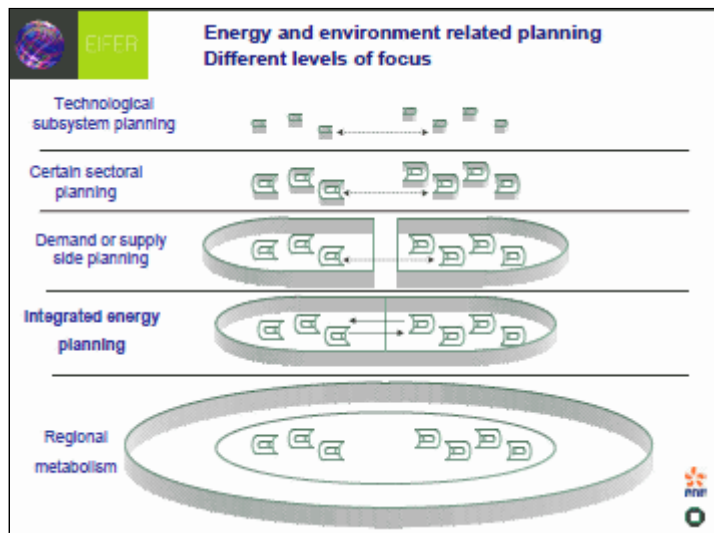 EIFER
Energy and environment related planning
Different levels of focus
Technological
subsystem planning
Certain sectoral
planning
Demand or supply
side planning
Integrated energy
planning
Regional
metabolism